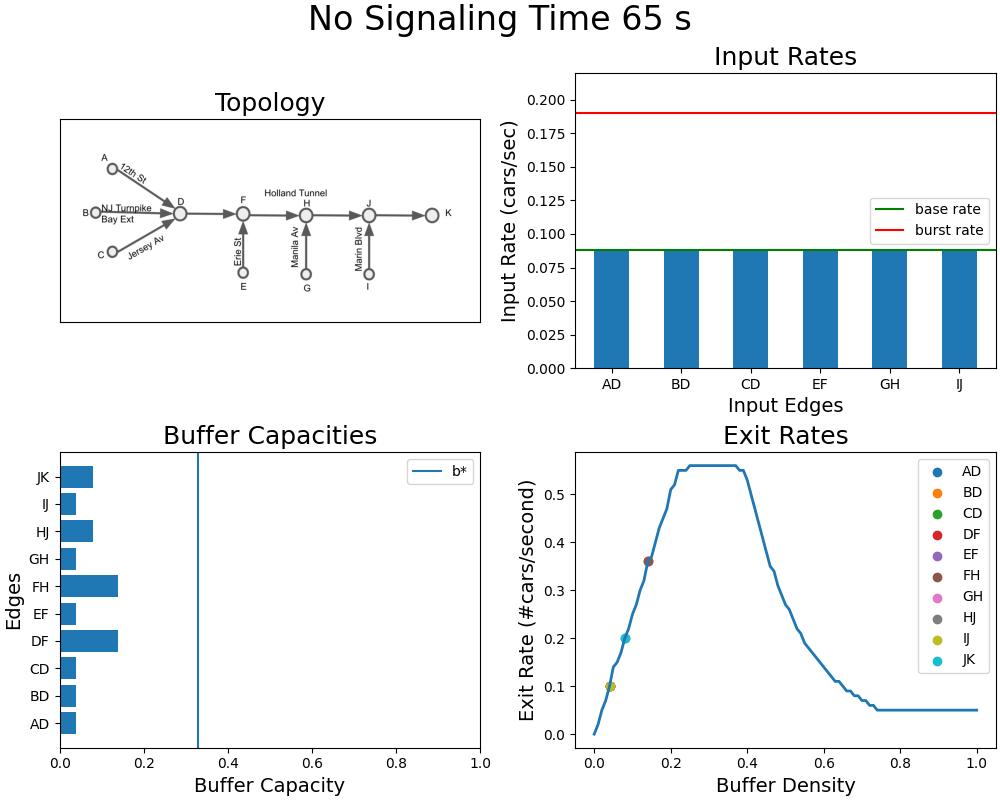 No Signaling Time 65 s
Topology
A
12th St
B
NJ Turnpike
Bay Ext
C
Jersey Av
D
F
Holland Tunnel
H
J
K
Erie St
Manila Av
Marin Blvd
E
G
I
Input Rates
Input Rate (cars/sec)
0.200
0.175
0.150
0.125
0.100
0.075
0.050
0.025
0.000
base rate
burst rate
AD BD CD EF GH IJ
Input Edges
Buffer Capacities
Edges
JK
IJ
HJ
GH
FH
EF
DF
CD
BD
AD
b*
0.0 0.2 0.4 0.6 0.8 1.0
Buffer Capacity
Exit Rates
Exit Rate (#cars/second)
0.5
0.4
0.3
0.2
0.1
0.0
AD
BD
CD
DF
EF
FH
GH
HJ
IJ
JK
0.0 0.2 0.4 0.6 0.8 1.0
Buffer Density